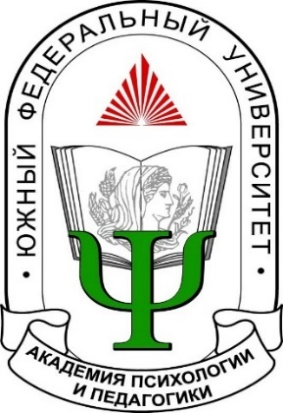 • ЮЖНЫЙ ФЕДЕРАЛЬНЫЙ УНИВЕРСИТЕТ •
Ψ
АКАДЕМИЯ ПСИХОЛОГИИ
И ПЕДАГОГИКИ